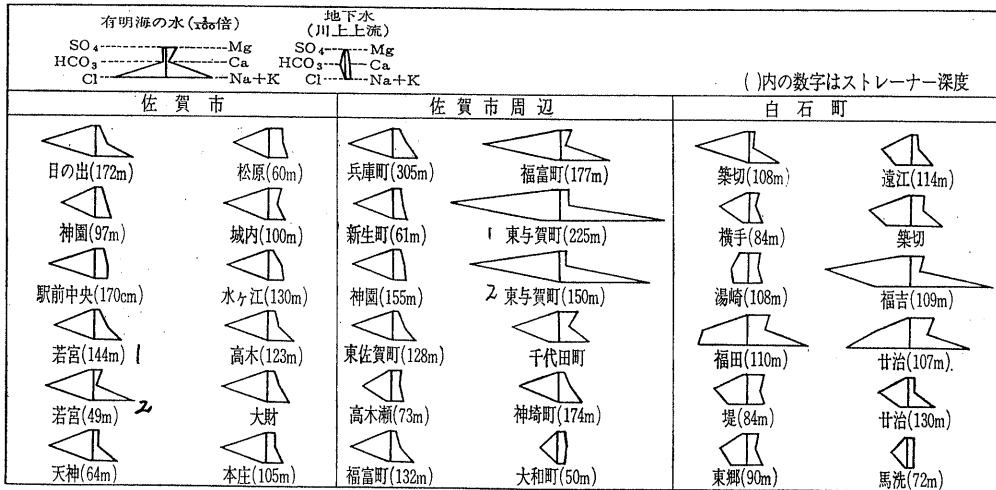 有明海の水(1/100倍)
SO₄ Mg
HCO₃ Ca
Cl Na+K
地下水
(川上上流)
SO₄ Mg
HCO₃ Ca
Cl Na+K
( )内の数字はストレーナー深度
佐賀市 佐賀市周辺 白石町
日の出(172m) 松原(60m) 兵庫町(305m) 福富町(177m) 築切(108m) 遠江(114m)
神園(97m) 城内(100m) 新生町(61m) 1 東与賀町(225m) 横手(84m) 築切
駅前中央(170cm) 水ヶ江(130m) 神園(155m) 2 東与賀町(150m) 湯崎(108m) 福吉(109m)
若宮(144m) 1 高木(123m) 東佐賀町(128m) 千代田町 福田(110m) 廿治(107m)
若宮(49m) 2 大財 高木瀬(73m) 神埼町(174m) 堤(84m) 廿治(130m)
天神(64m) 本庄(105m) 福富町(132m) 大和町(50m) 東郷(90m) 馬洗(72m)